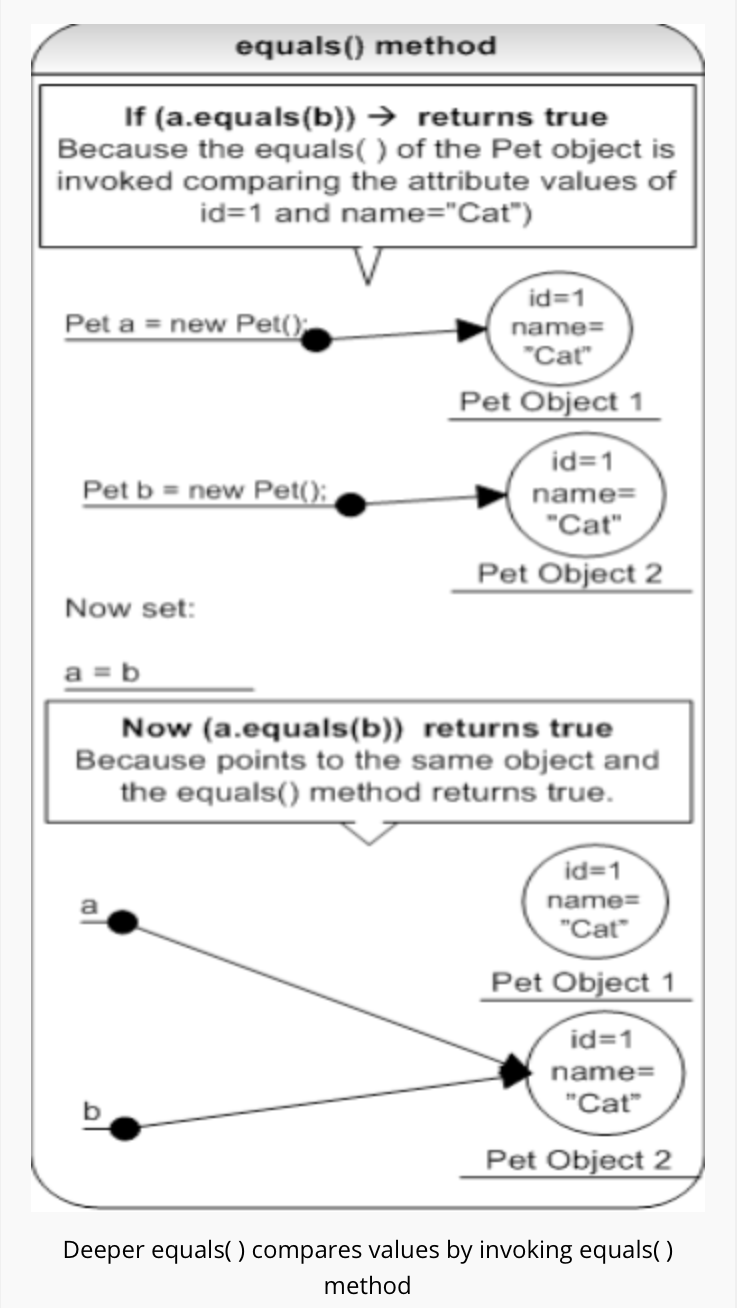 equals() method
If (a.equals(b)) → returns true
Because the equals( ) of the Pet object is
invoked comparing the attribute values of
id=1 and name="Cat")
Pet a = new Pet();
id=1
name=
"Cat"
Pet Object 1
Pet b = new Pet();
id=1
name=
"Cat"
Pet Object 2
Now set:
a = b
Now (a.equals(b)) returns true
Because points to the same object and
the equals() method returns true.
a
id=1
name=
"Cat"
Pet Object 1
id=1
name=
"Cat"
b
Pet Object 2
Deeper equals( ) compares values by invoking equals( )
method